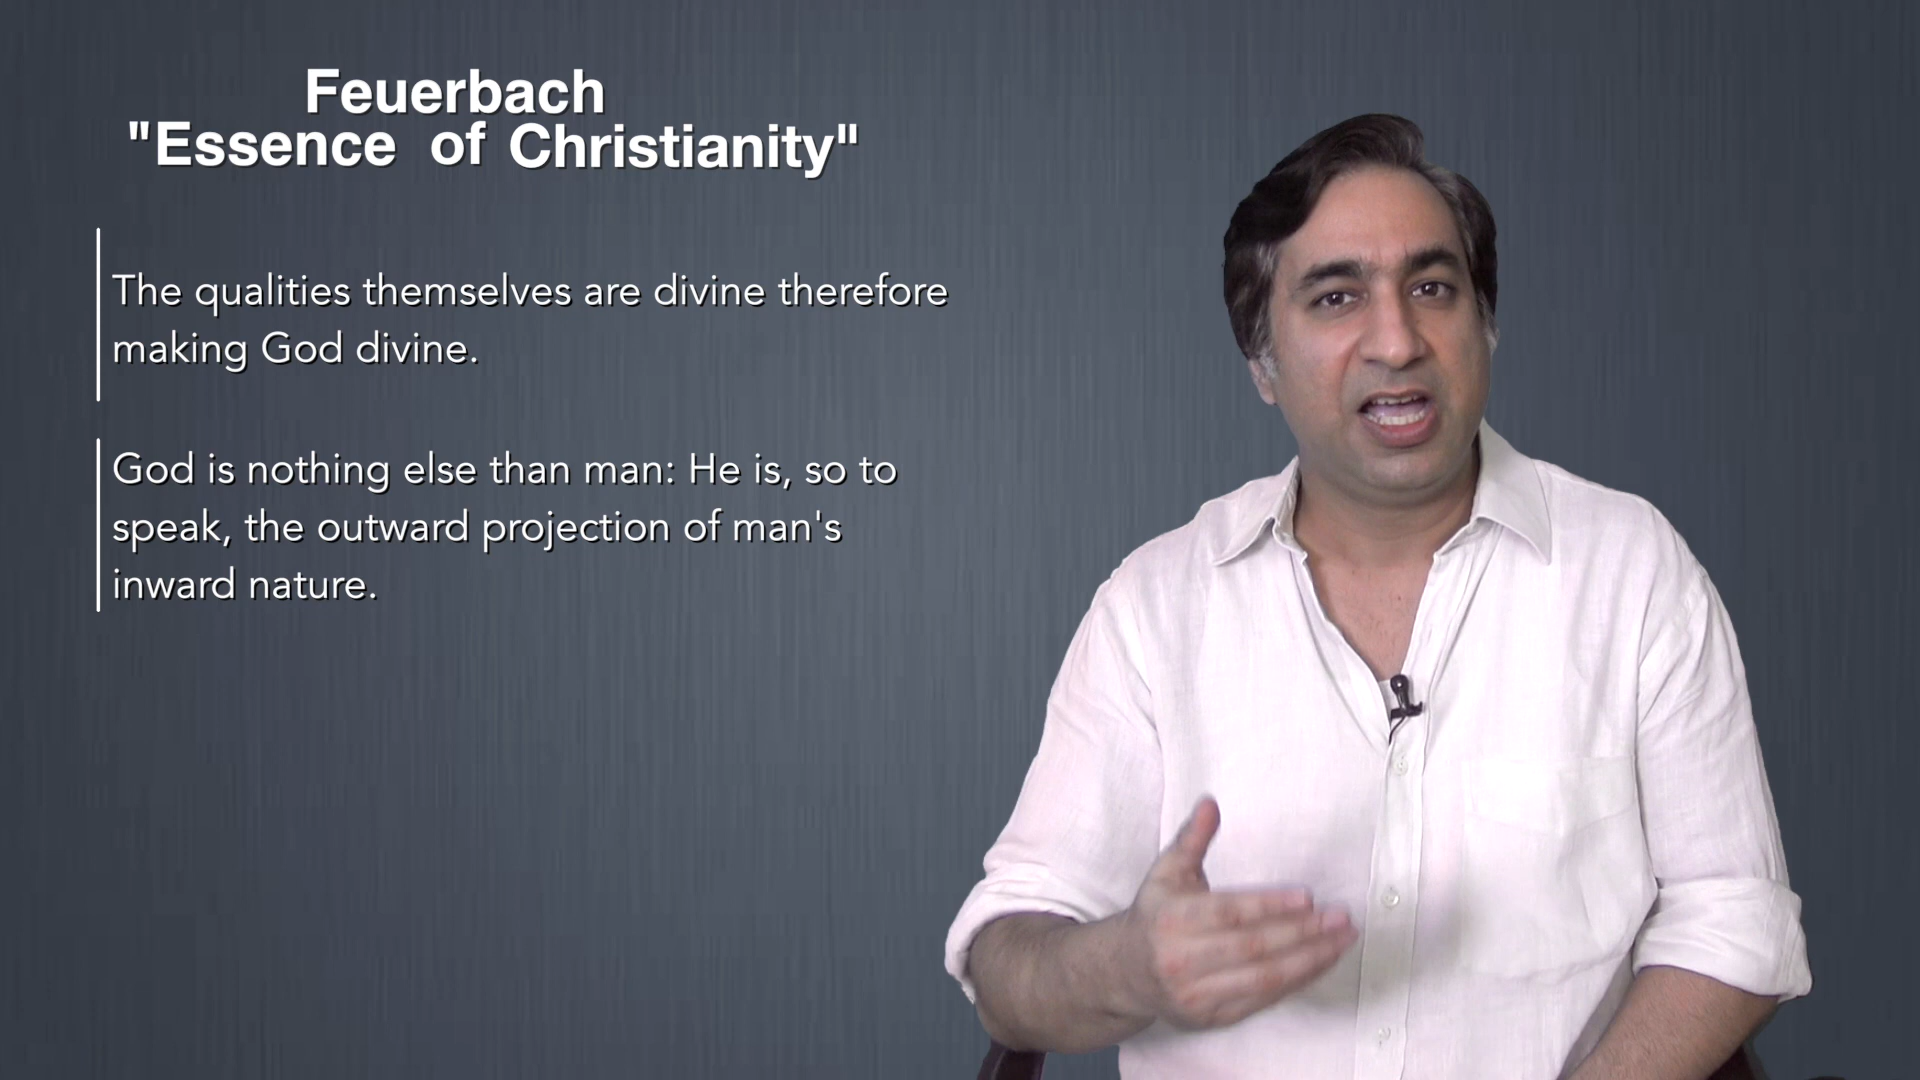 Feuerbach
"Essence of Christianity"
The qualities themselves are divine therefore
making God divine.
God is nothing else than man: He is, so to
speak, the outward projection of man's
inward nature.